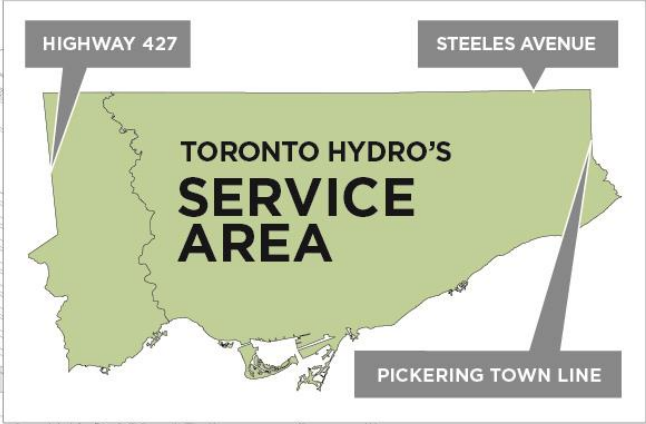 HIGHWAY 427
STEELES AVENUE
TORONTO HYDRO'S
SERVICE
AREA
PICKERING TOWN LINE